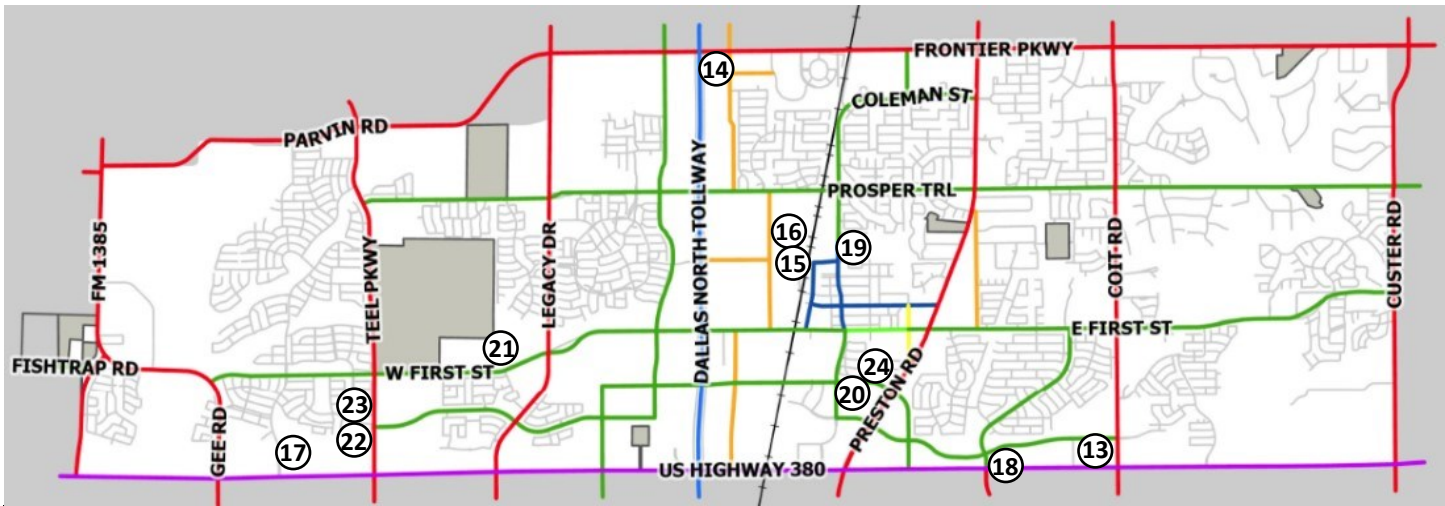 FRONTIER PKWY
14
COLEMAN ST
PARVIN RD
DALLAS NORTH TOLLWAY
PROSPER TRL
FM 1385
TEEL PKWY
LEGACY DR
16
15
19
COIT RD
CUSTER RD
E FIRST ST
21
FISHTRAP RD
W FIRST ST
24
20
PRESTON RD
23
22
17
GEE RD
13
18
US HIGHWAY 380